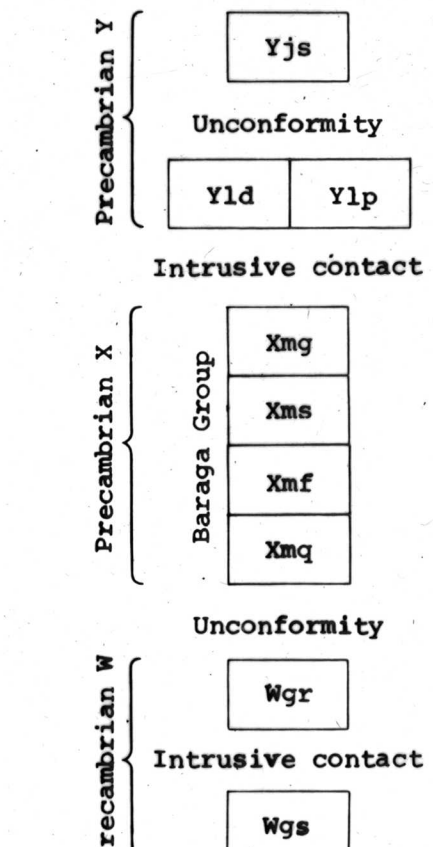 Precambrian Y
Yjs
Unconformity
Yld Ylp
Intrusive contact
Precambrian X
Baraga Group
Xmg
Xms
Xmf
Xmq
Unconformity
recambrian W
Wgr
Intrusive contact
Wgs